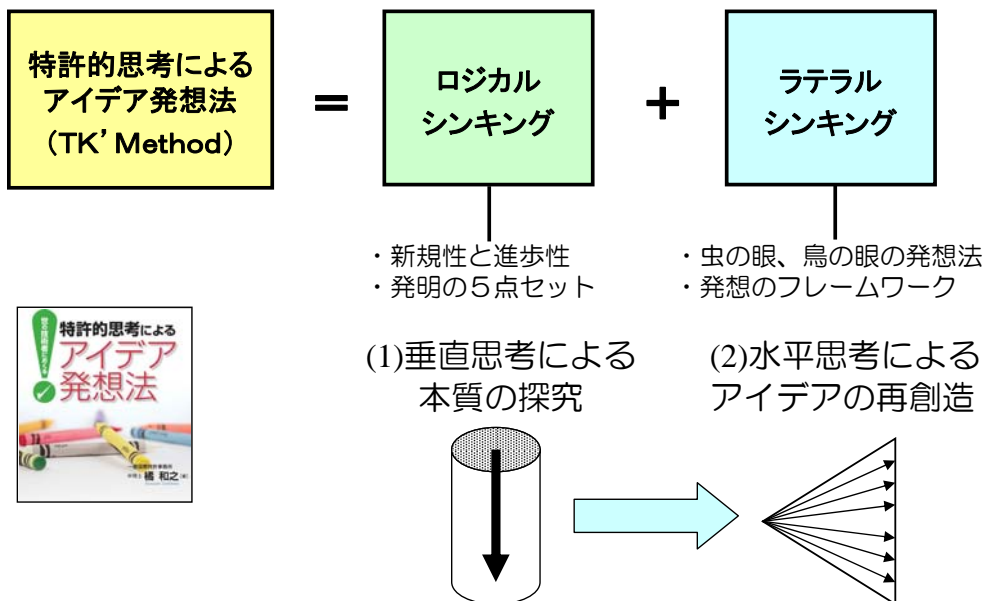 特許的思考による
アイデア発想法
（TK’ Method）
＝
ロジカル
シンキング
＋
ラテラル
シンキング
・新規性と進歩性
・発明の５点セット
・虫の眼、鳥の眼の発想法
・発想のフレームワーク
特許的思考による
アイデア
発想法
橘 和之
(1)垂直思考による
本質の探究
(2)水平思考による
アイデアの再創造